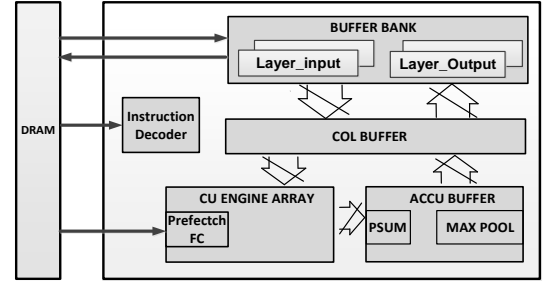 BUFFER BANK
Layer_input
Layer_Output
Instruction
Decoder
DRAM
COL BUFFER
CU ENGINE ARRAY
Prefectch
FC
ACCU BUFFER
PSUM
MAX POOL